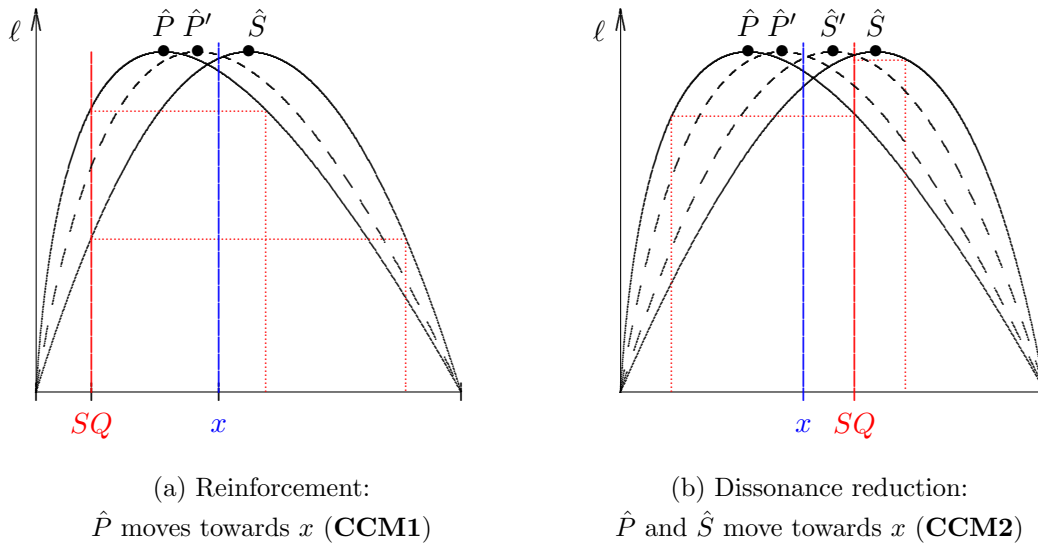 ℓ P̂ P̂′ Ŝ
SQ x
(a) Reinforcement:
P̂ moves towards x (CCM1)
ℓ P̂ P̂′ Ŝ′ Ŝ
x SQ
(b) Dissonance reduction:
P̂ and Ŝ move towards x (CCM2)